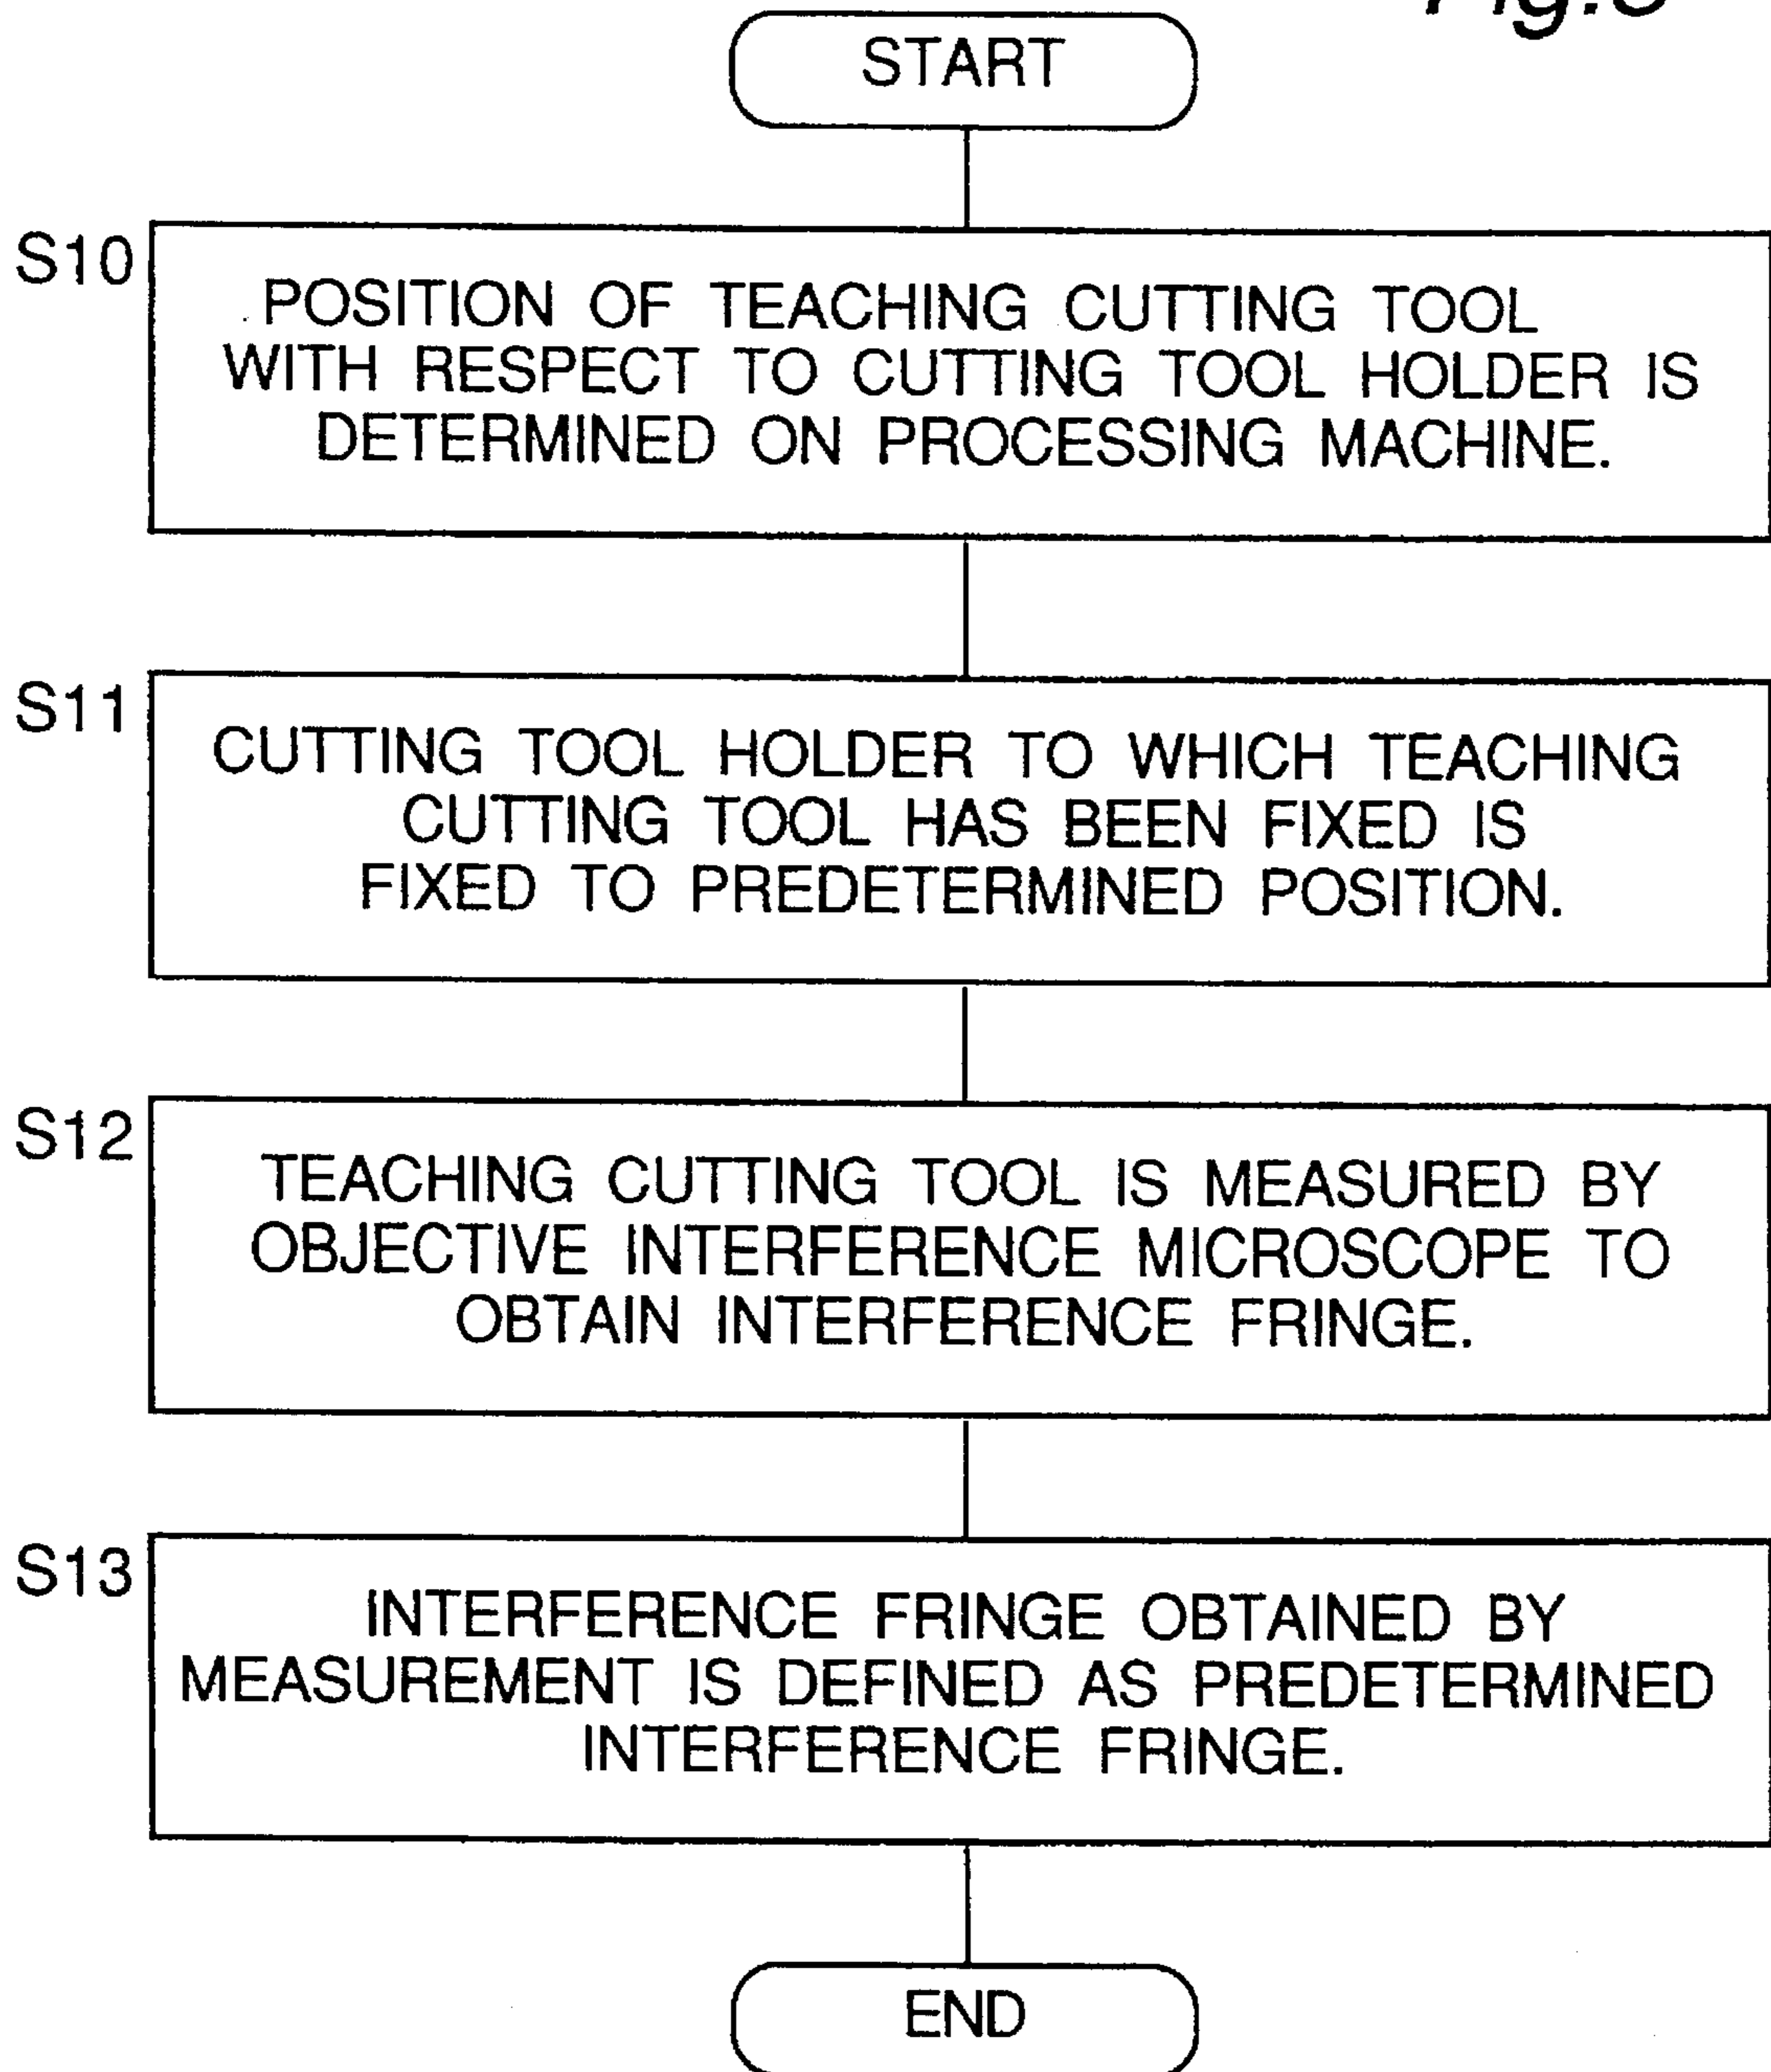 START
S10
POSITION OF TEACHING CUTTING TOOL
WITH RESPECT TO CUTTING TOOL HOLDER IS
DETERMINED ON PROCESSING MACHINE.
S11
CUTTING TOOL HOLDER TO WHICH TEACHING
CUTTING TOOL HAS BEEN FIXED IS
FIXED TO PREDETERMINED POSITION.
S12
TEACHING CUTTING TOOL IS MEASURED BY
OBJECTIVE INTERFERENCE MICROSCOPE TO
OBTAIN INTERFERENCE FRINGE.
S13
INTERFERENCE FRINGE OBTAINED BY
MEASUREMENT IS DEFINED AS PREDETERMINED
INTERFERENCE FRINGE.
END